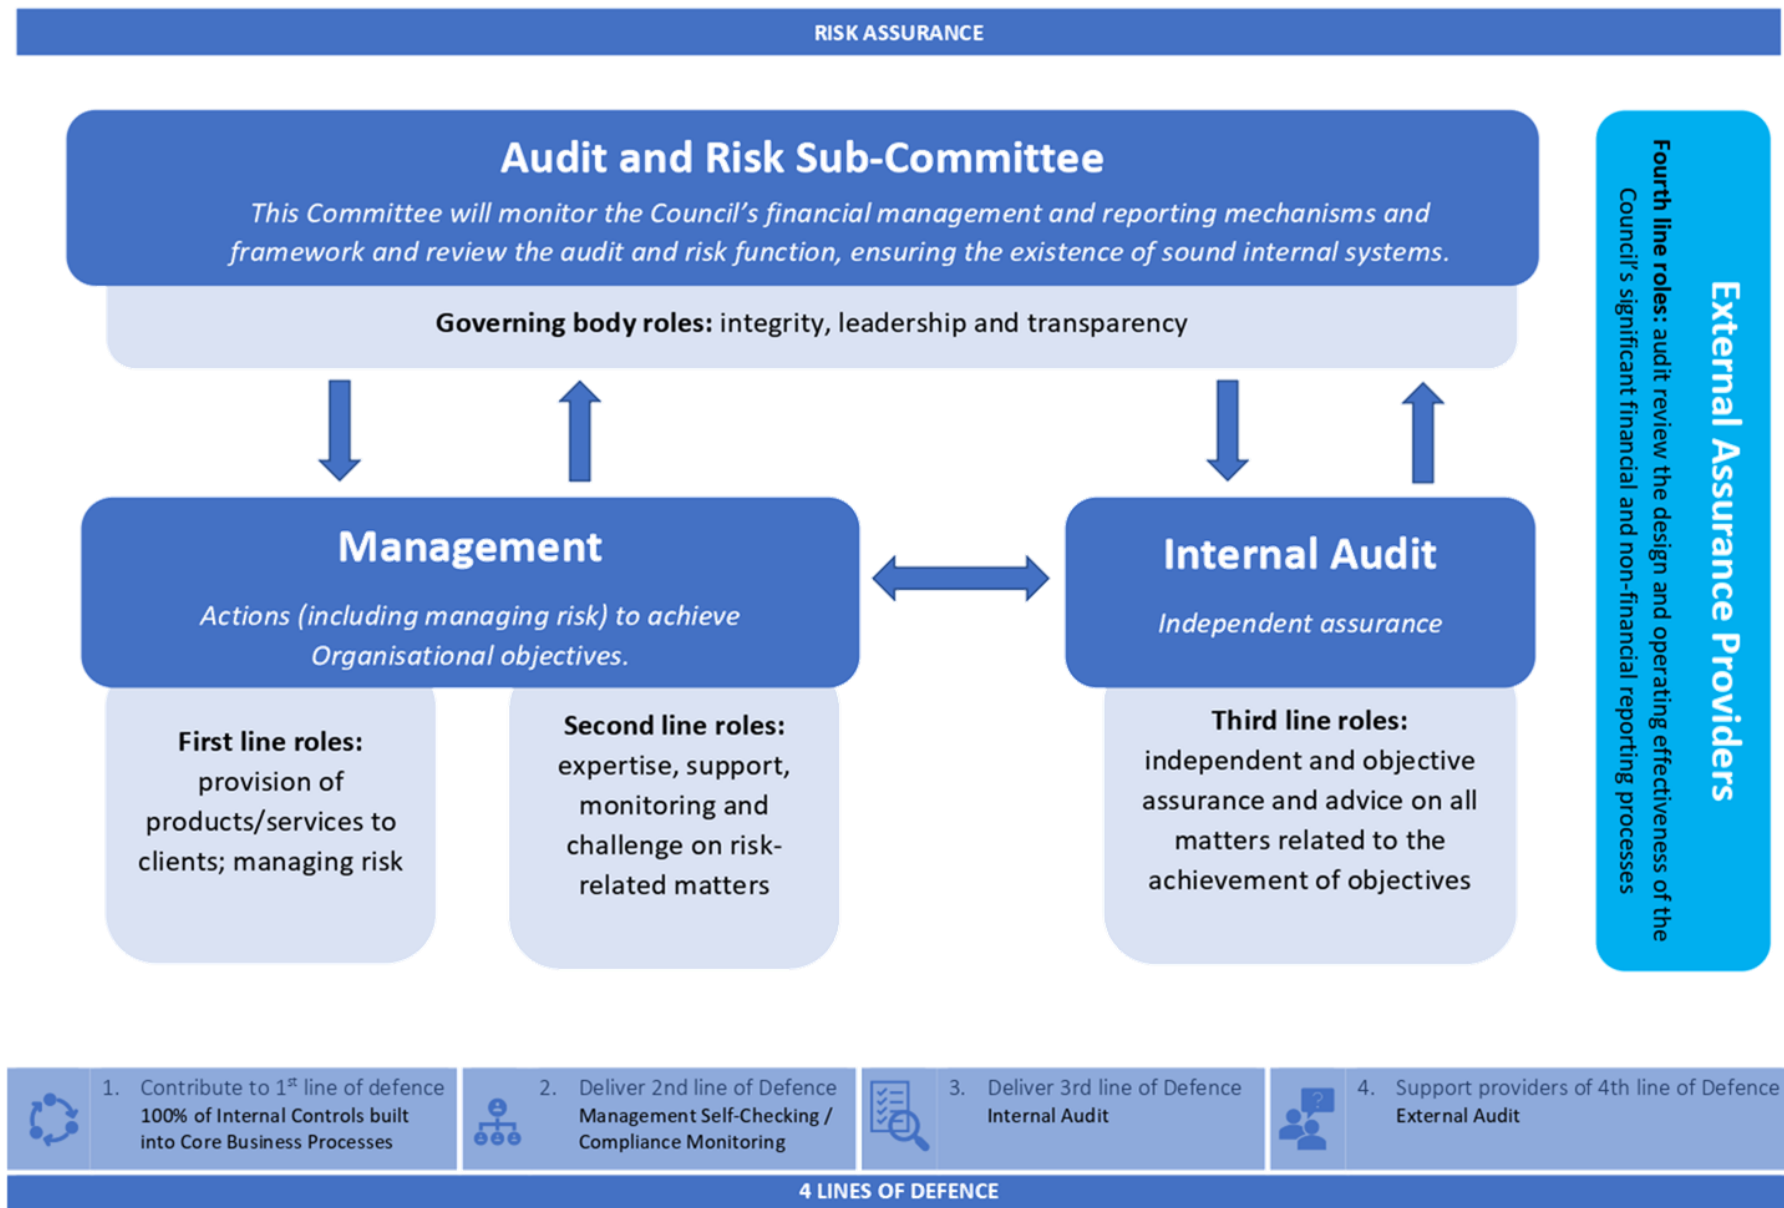 RISK ASSURANCE
Audit and Risk Sub-Committee
This Committee will monitor the Council's financial management and reporting mechanisms and
framework and review the audit and risk function, ensuring the existence of sound internal systems.
Governing body roles: integrity, leadership and transparency
Management
Actions (including managing risk) to achieve
Organisational objectives.
First line roles:
provision of
products/services to
clients; managing risk
Second line roles:
expertise, support,
monitoring and
challenge on risk-
related matters
Internal Audit
Independent assurance
Third line roles:
independent and objective
assurance and advice on all
matters related to the
achievement of objectives
External Assurance Providers
Fourth line roles: audit review the design and operating effectiveness of the
Council's significant financial and non-financial reporting processes
1. Contribute to 1st line of defence
100% of Internal Controls built
into Core Business Processes
2. Deliver 2nd line of Defence
Management Self-Checking /
Compliance Monitoring
3. Deliver 3rd line of Defence
Internal Audit
?
4. Support providers of 4th line of Defence
External Audit
4 LINES OF DEFENCE